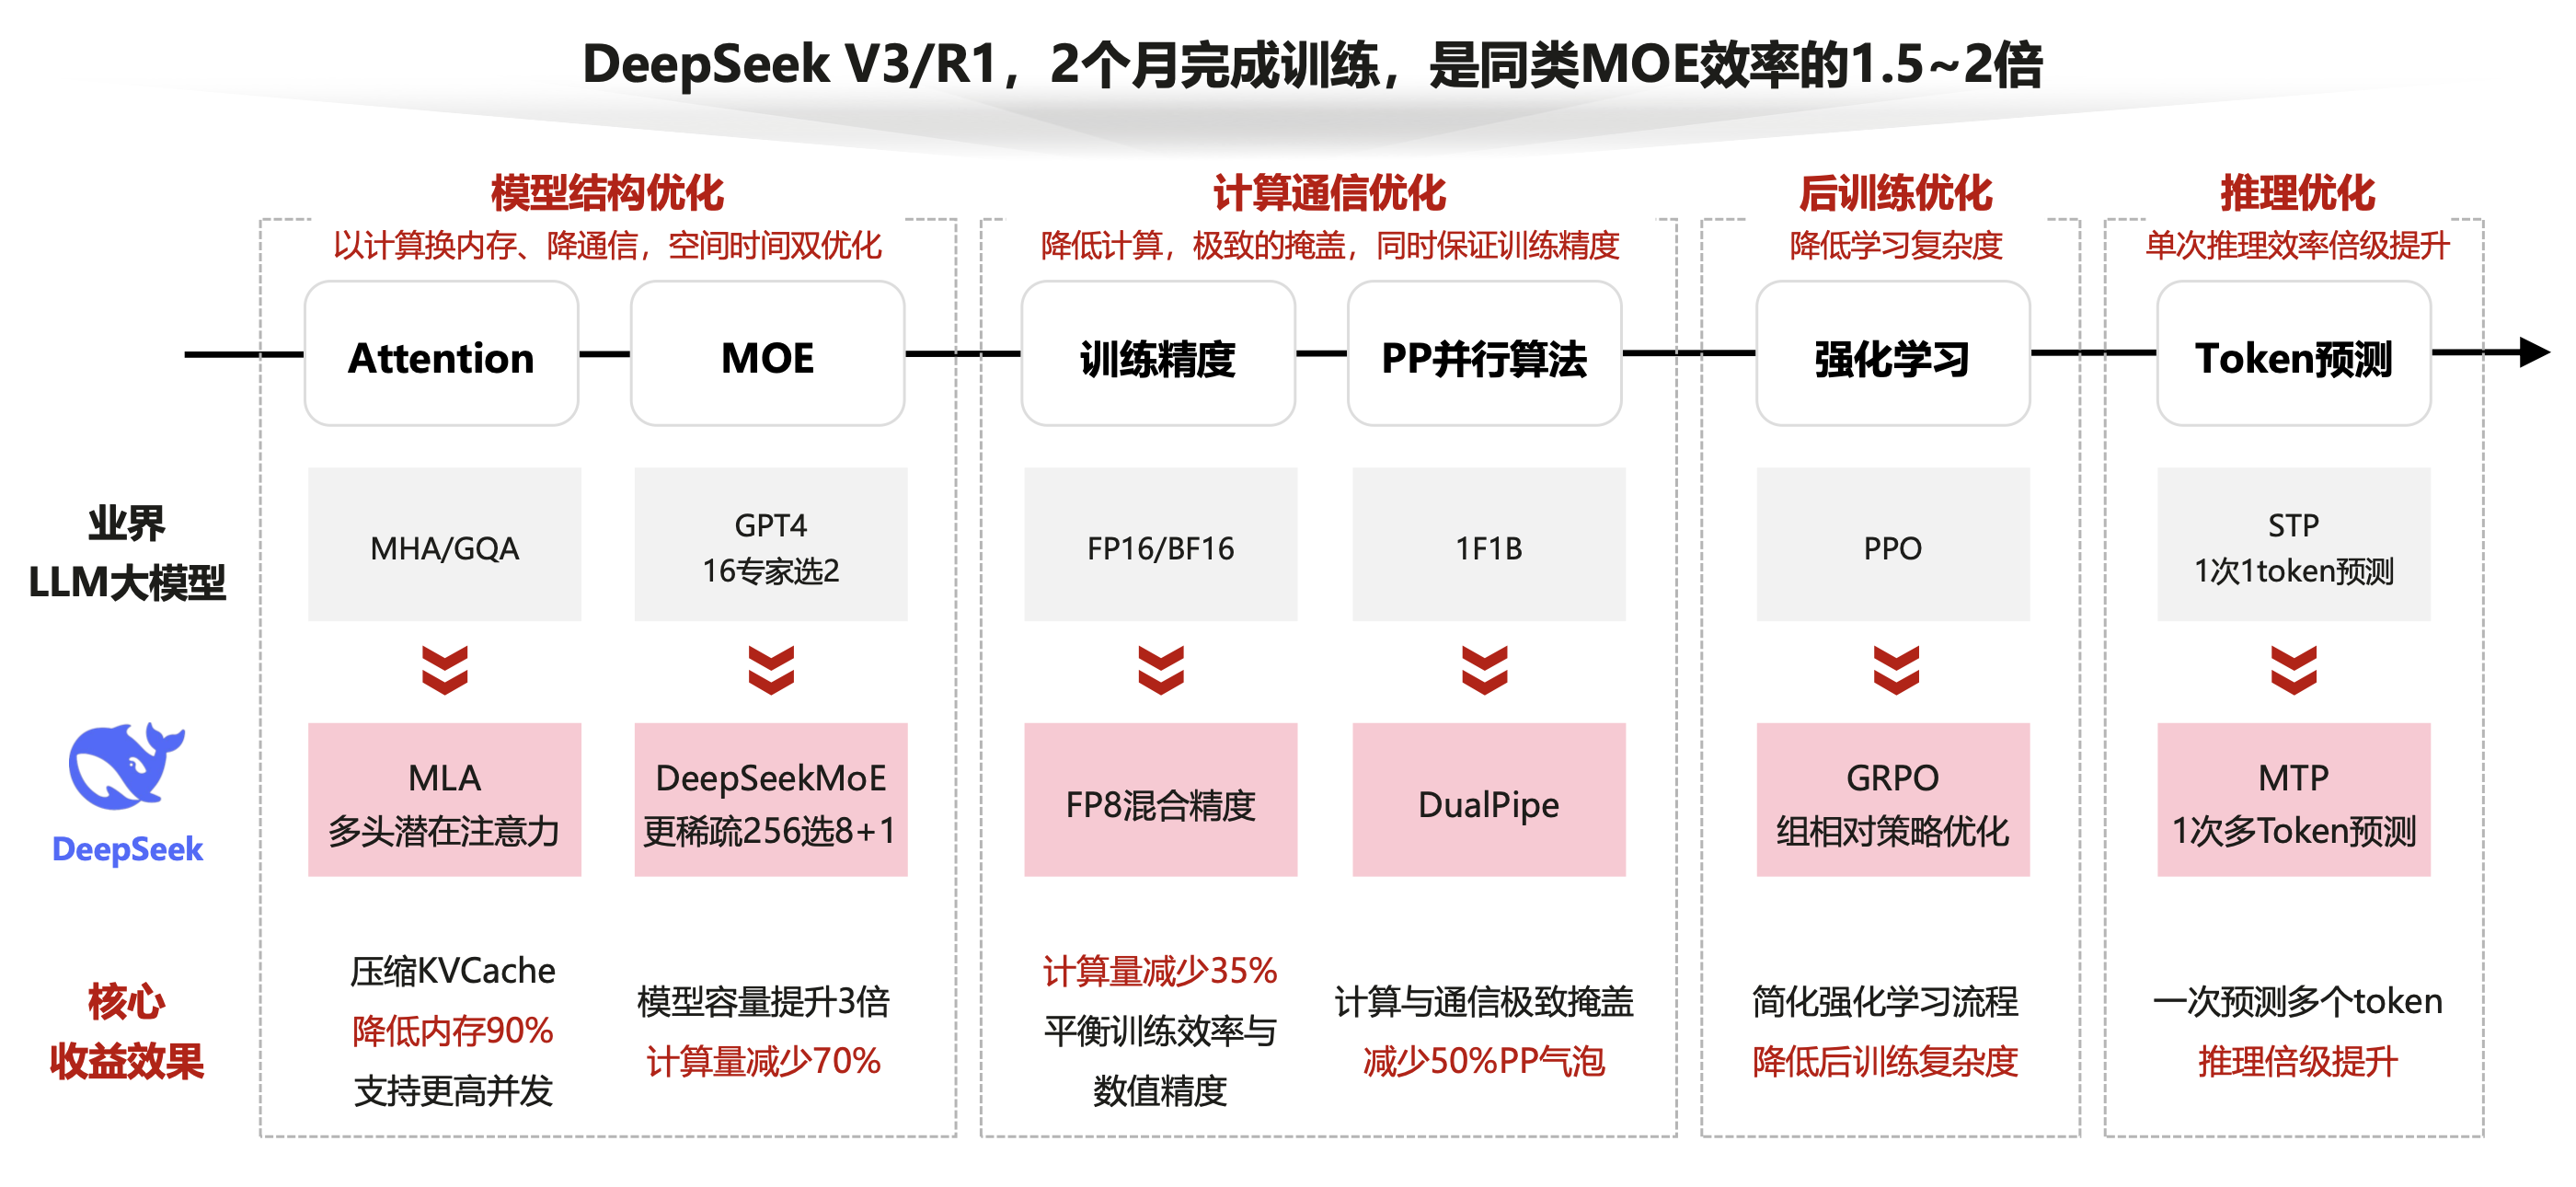 DeepSeek V3/R1，2个月完成训练，是同类MOE效率的1.5~2倍
模型结构优化
以计算换内存、降通信，空间时间双优化
计算通信优化
降低计算，极致的掩盖，同时保证训练精度
后训练优化
降低学习复杂度
推理优化
单次推理效率倍级提升
Attention
MOE
训练精度
PP并行算法
强化学习
Token预测
业界
LLM大模型
MHA/GQA
GPT4
16专家选2
FP16/BF16
1F1B
PPO
STP
1次1token预测
DeepSeek
MLA
多头潜在注意力
DeepSeekMoE
更稀疏256选8+1
FP8混合精度
DualPipe
GRPO
组相对策略优化
MTP
1次多Token预测
核心
收益效果
压缩KVCache
降低内存90%
支持更高并发
模型容量提升3倍
计算量减少70%
计算量减少35%
平衡训练效率与
数值精度
计算与通信极致掩盖
减少50%PP气泡
简化强化学习流程
降低后训练复杂度
一次预测多个token
推理倍级提升